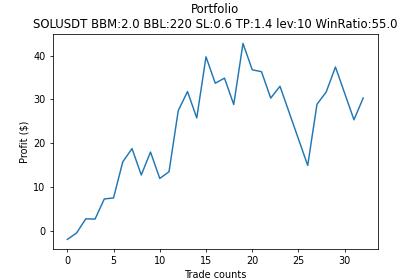 Portfolio
SOLUSDT BBM:2.0 BBL:220 SL:0.6 TP:1.4 lev:10 WinRatio:55.0
Profit ($)
40
30
20
10
0
0 5 10 15 20 25 30
Trade counts